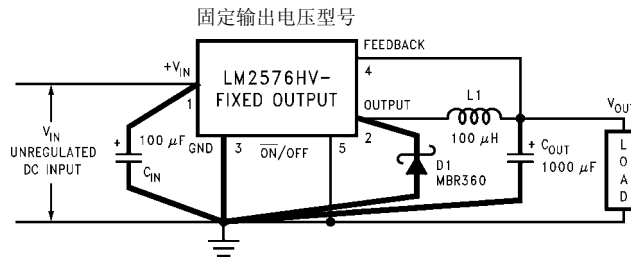 固定输出电压型号
FEEDBACK
+VIN
LM2576HV-
FIXED OUTPUT
4
1
OUTPUT
L1
VOUT
VIN
UNREGULATED
DC INPUT
+
100 μF
CIN
GND
3
ON/OFF
5
2
100 μH
D1
MBR360
+
COUT
1000 μF
LOAD